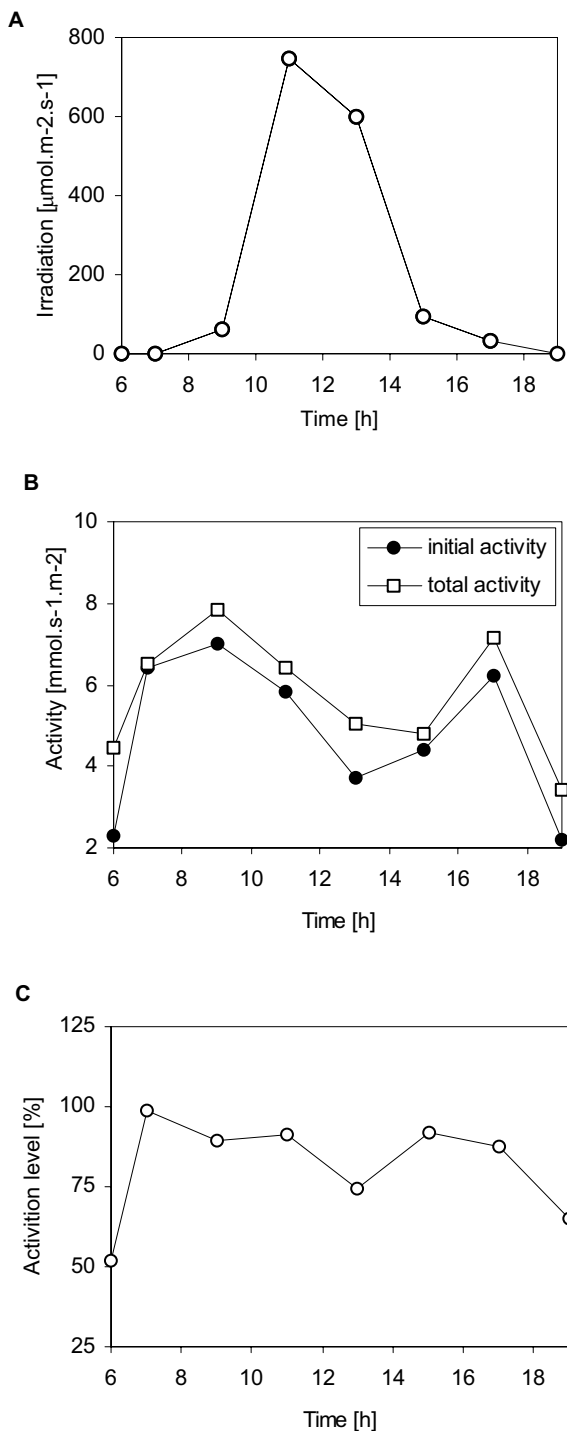 A
Irradiation [µmol.m-2.s-1]
800
600
400
200
0
6 8 10 12 14 16 18
Time [h]
B
Activity [mmol.s-1.m-2]
10
8
6
4
2
initial activity
total activity
6 8 10 12 14 16 18
Time [h]
C
Activition level [%]
125
100
75
50
25
6 8 10 12 14 16 18
Time [h]